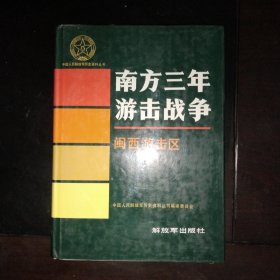 中国人民解放军历史资料丛书
南方三年
游击战争
闽西游击区
中国人民解放军历史资料丛书编审委员会
解放军出版社